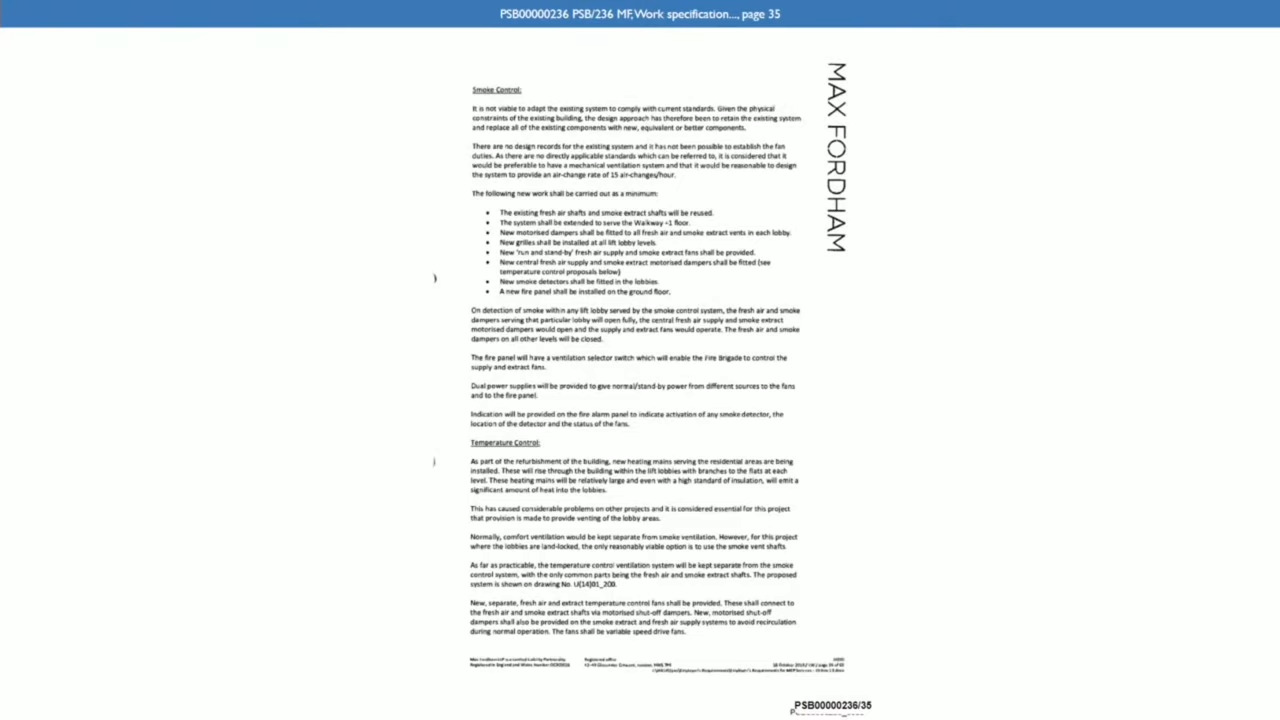 PSB00000236 PSB/236 MF,Work specification..., page 35
MAX FORDHAM
Smoke Control:
It is not viable to adapt the existing system to comply with current standards. Given the physical
constraints of the existing building, the design approach has therefore been to retain the existing system
and replace all of the existing components with new, equivalent or better components.
There are no design records for the existing system and it has not been possible to establish the fan
duties. As there are no directly applicable standards which can be referred to, it is considered that it
would be preferable to have a mechanical ventilation system and that it would be reasonable to design
the system to provide an air-change rate of 15 air-changes/hour.
The following new work shall be carried out as a minimum:
• The existing fresh air shafts and smoke extract shafts will be reused.
• The system shall be extended to serve the Walkway +1 floor.
• New motorised dampers shall be fitted to all fresh air and smoke extract vents in each lobby.
• New grilles shall be installed at all lift lobby levels.
• New 'run and stand-by' fresh air supply and smoke extract fans shall be provided.
• New central fresh air supply and smoke extract motorised dampers shall be fitted (see
temperature control proposals below)
• New smoke detectors shall be fitted in the lobbies.
• A new fire panel shall be installed on the ground floor.
On detection of smoke within any lift lobby served by the smoke control system, the fresh air and smoke
dampers serving that particular lobby will open fully, the central fresh air supply and smoke extract
motorised dampers would open and the supply and extract fans would operate. The fresh air and smoke
dampers on all other levels will be closed.
The fire panel will have a ventilation selector switch which will enable the Fire Brigade to control the
supply and extract fans.
Dual power supplies will be provided to give normal/stand-by power from different sources to the fans
and to the fire panel.
Indication will be provided on the fire alarm panel to indicate activation of any smoke detector, the
location of the detector and the status of the fans.
Temperature Control:
As part of the refurbishment of the building, new heating mains serving the residential areas are being
installed. These will rise through the building within the lift lobbies with branches to the flats at each
level. These heating mains will be relatively large and even with a high standard of insulation, will emit a
significant amount of heat into the lobbies.
This has caused considerable problems on other projects and it is considered essential for this project
that provision is made to provide venting of the lobby areas.
Normally, comfort ventilation would be kept separate from smoke ventilation. However, for this project
where the lobbies are land-locked, the only reasonably viable option is to use the smoke vent shafts
As far as practicable, the temperature control ventilation system will be kept separate from the smoke
control system, with the only common parts being the fresh air and smoke extract shafts. The proposed
system is shown on drawing No. U(14)01_200.
New, separate, fresh air and extract temperature control fans shall be provided. These shall connect to
the fresh air and smoke extract shafts via motorised shut-off dampers. New, motorised shut-off
dampers shall also be provided on the smoke extract and fresh air supply systems to avoid recirculation
during normal operation. The fans shall be variable speed drive fans.
Registered office
PSB00000236/35